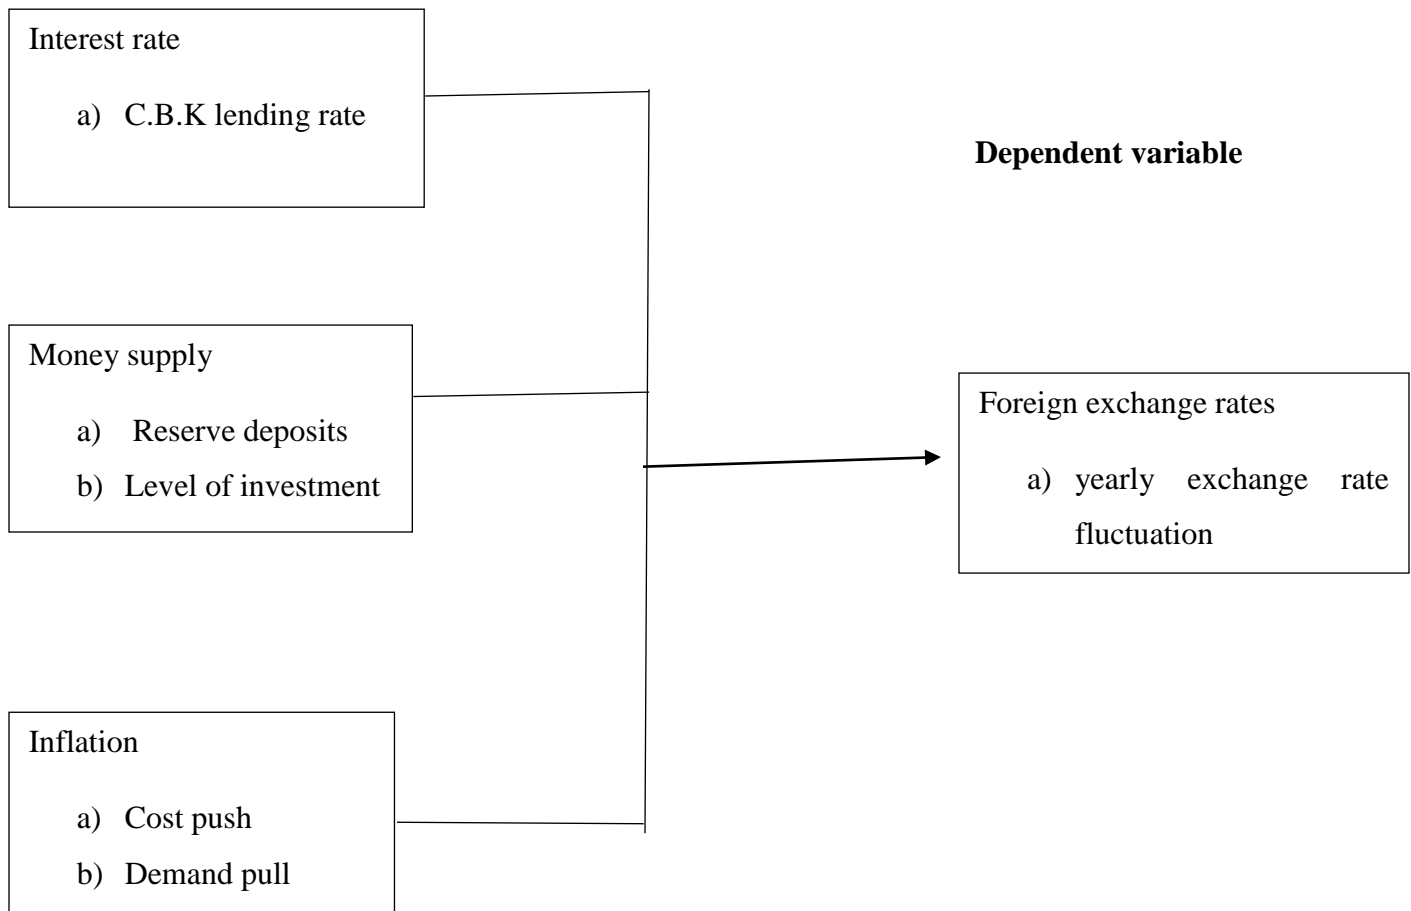 Interest rate
a) C.B.K lending rate
Dependent variable
Money supply
a) Reserve deposits
b) Level of investment
Foreign exchange rates
a) yearly exchange rate
fluctuation
Inflation
a) Cost push
b) Demand pull